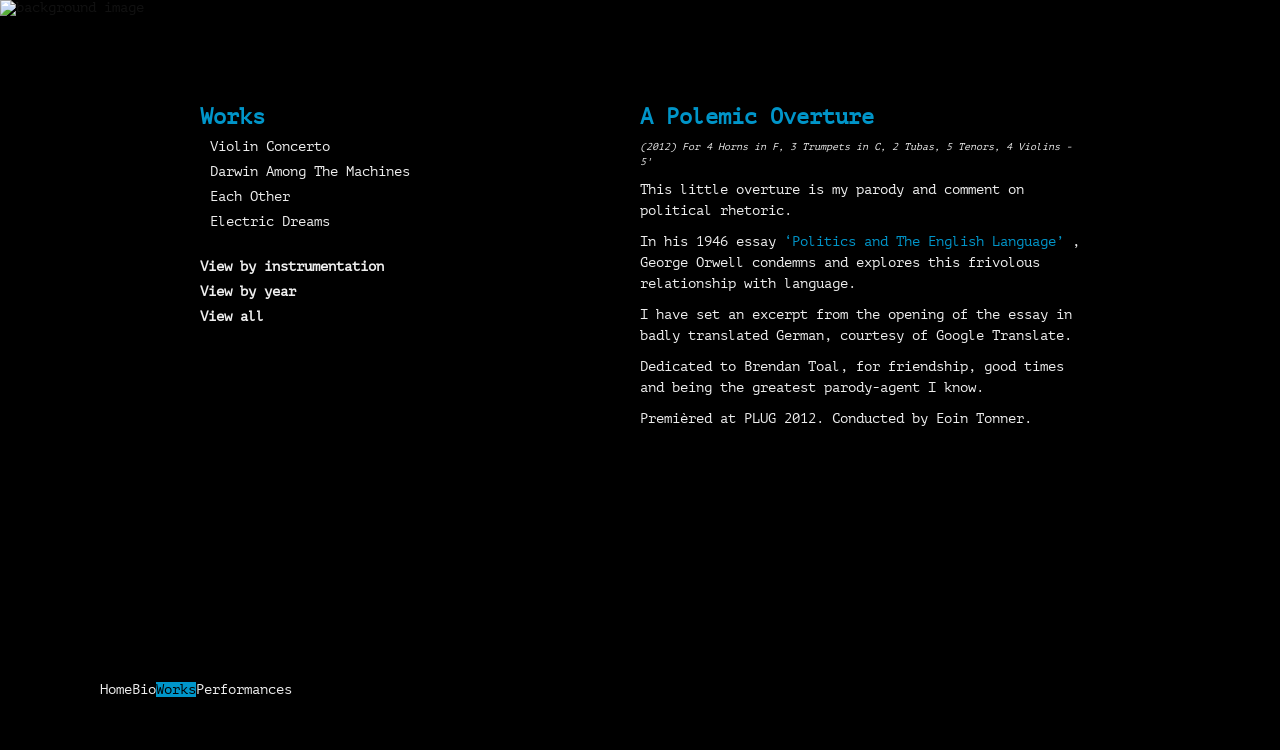 background image
Works
Violin Concerto
Darwin Among The Machines
Each Other
Electric Dreams
View by instrumentation
View by year
View all
A Polemic Overture
(2012) For 4 Horns in F, 3 Trumpets in C, 2 Tubas, 5 Tenors, 4 Violins -
5'
This little overture is my parody and comment on
political rhetoric.
In his 1946 essay ‘Politics and The English Language' ,
George Orwell condemns and explores this frivolous
relationship with language.
I have set an excerpt from the opening of the essay in
badly translated German, courtesy of Google Translate.
Dedicated to Brendan Toal, for friendship, good times
and being the greatest parody-agent I know.
Premièred at PLUG 2012. Conducted by Eoin Tonner.
HomeBioWorksPerformances